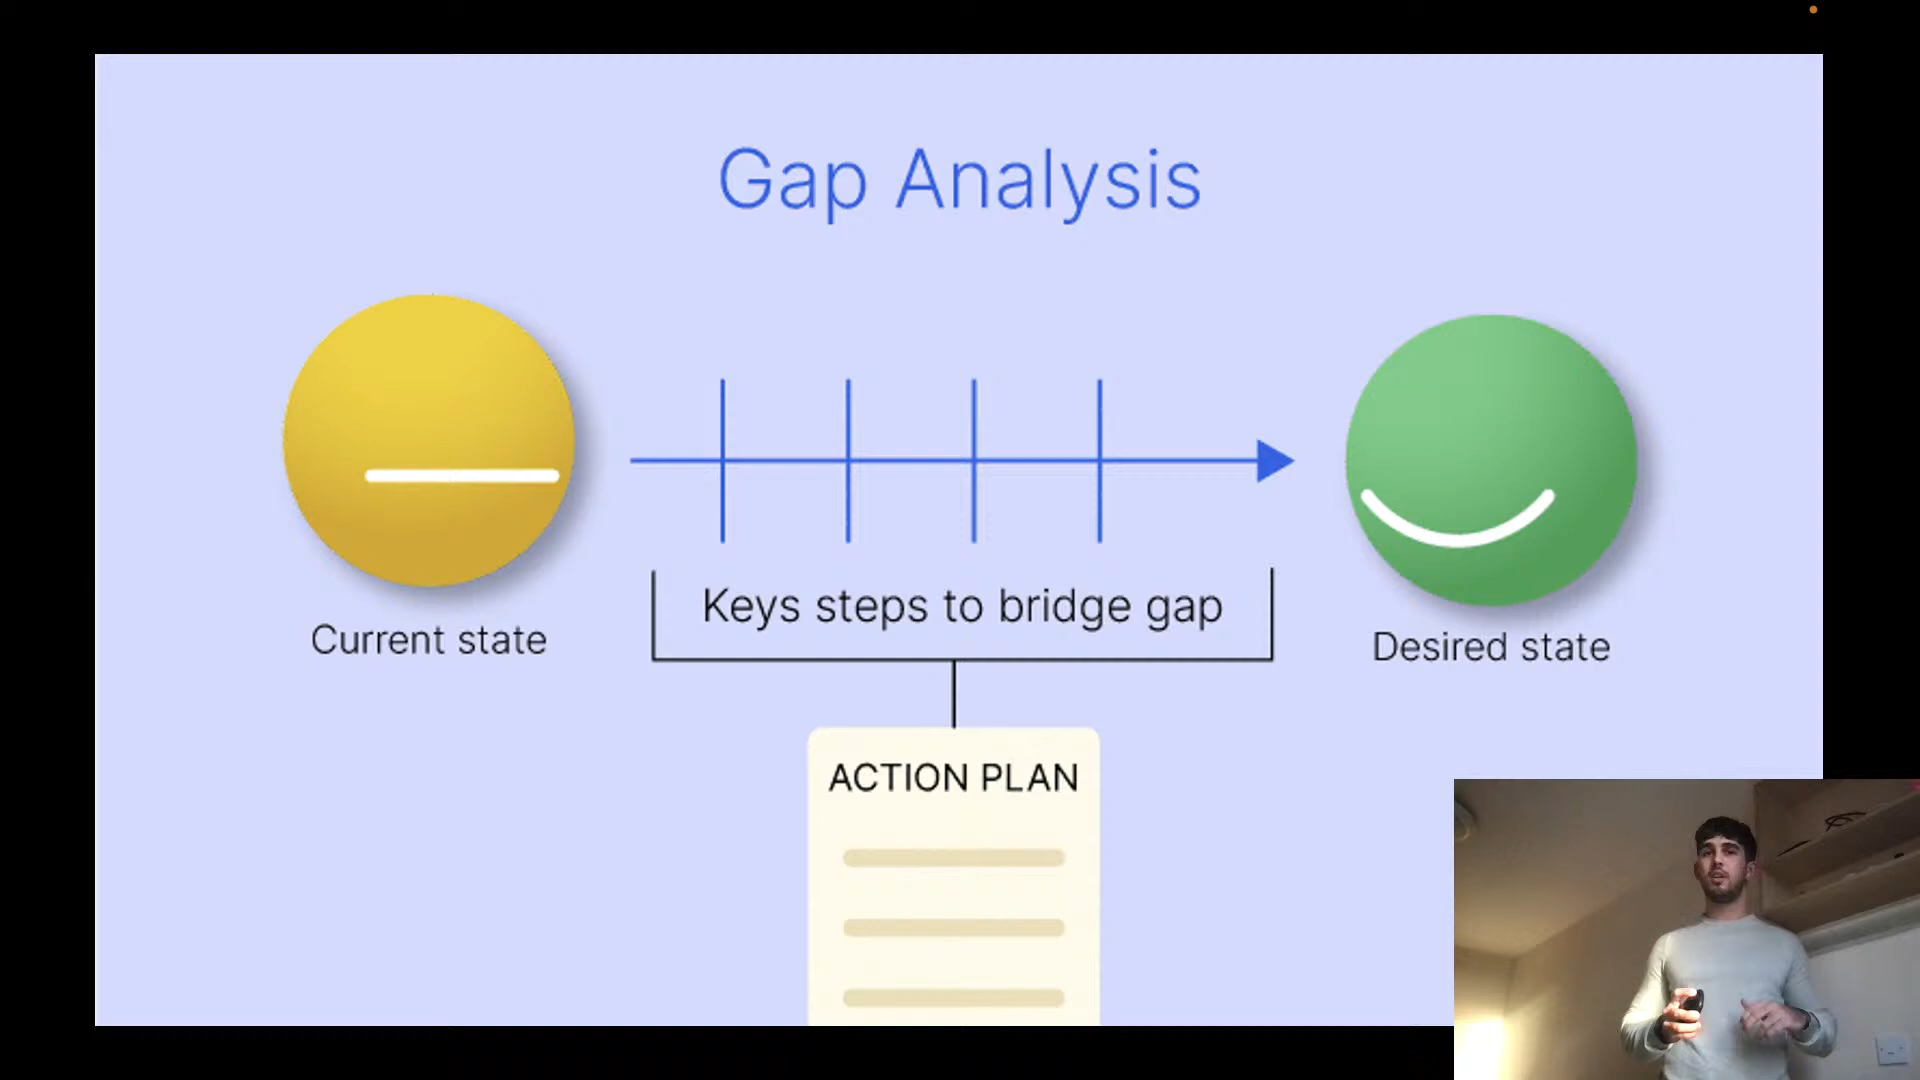 Gap Analysis
Current state
Keys steps to bridge gap
Desired state
ACTION PLAN